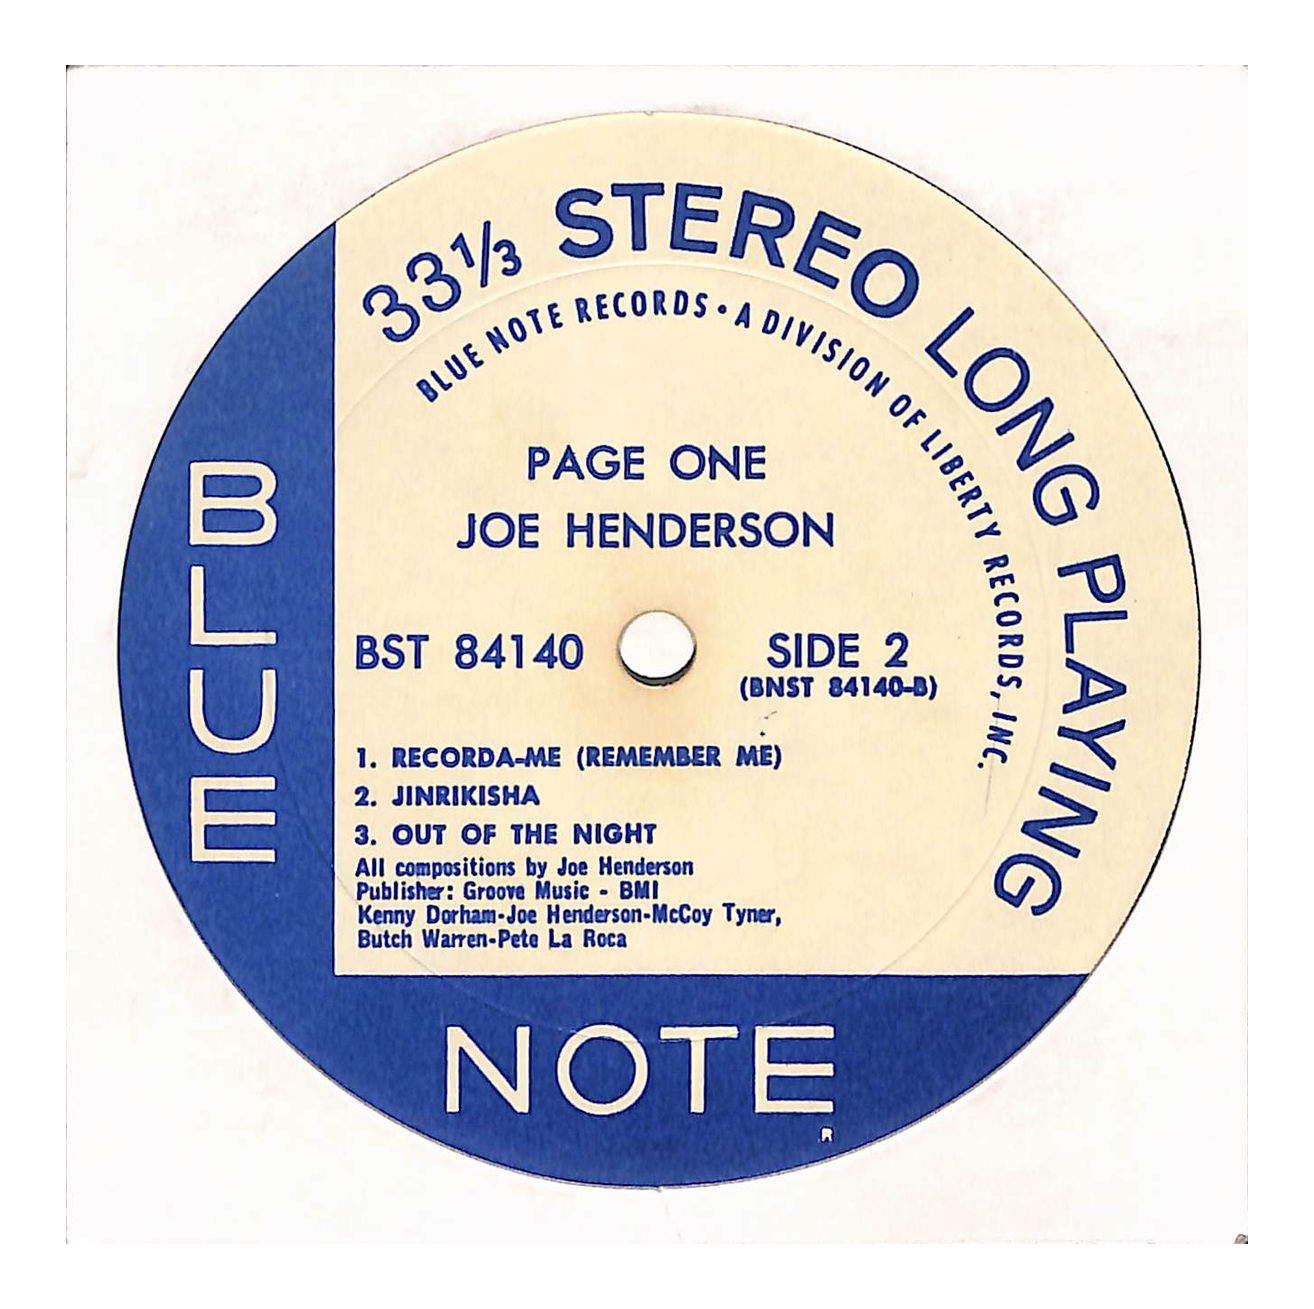 33⅓ STEREO LONG PLAYING
BLUE NOTE RECORDS • A DIVISION OF LIBERTY RECORDS, INC.
PAGE ONE
JOE HENDERSON
BST 84140
SIDE 2
(BNST 84140-B)
1. RECORDA-ME (REMEMBER ME)
2. JINRIKISHA
3. OUT OF THE NIGHT
All compositions by Joe Henderson
Publisher: Groove Music - BMI
Kenny Dorham-Joe Henderson-McCoy Tyner,
Butch Warren-Pete La Roca
BLUE
NOTE
R